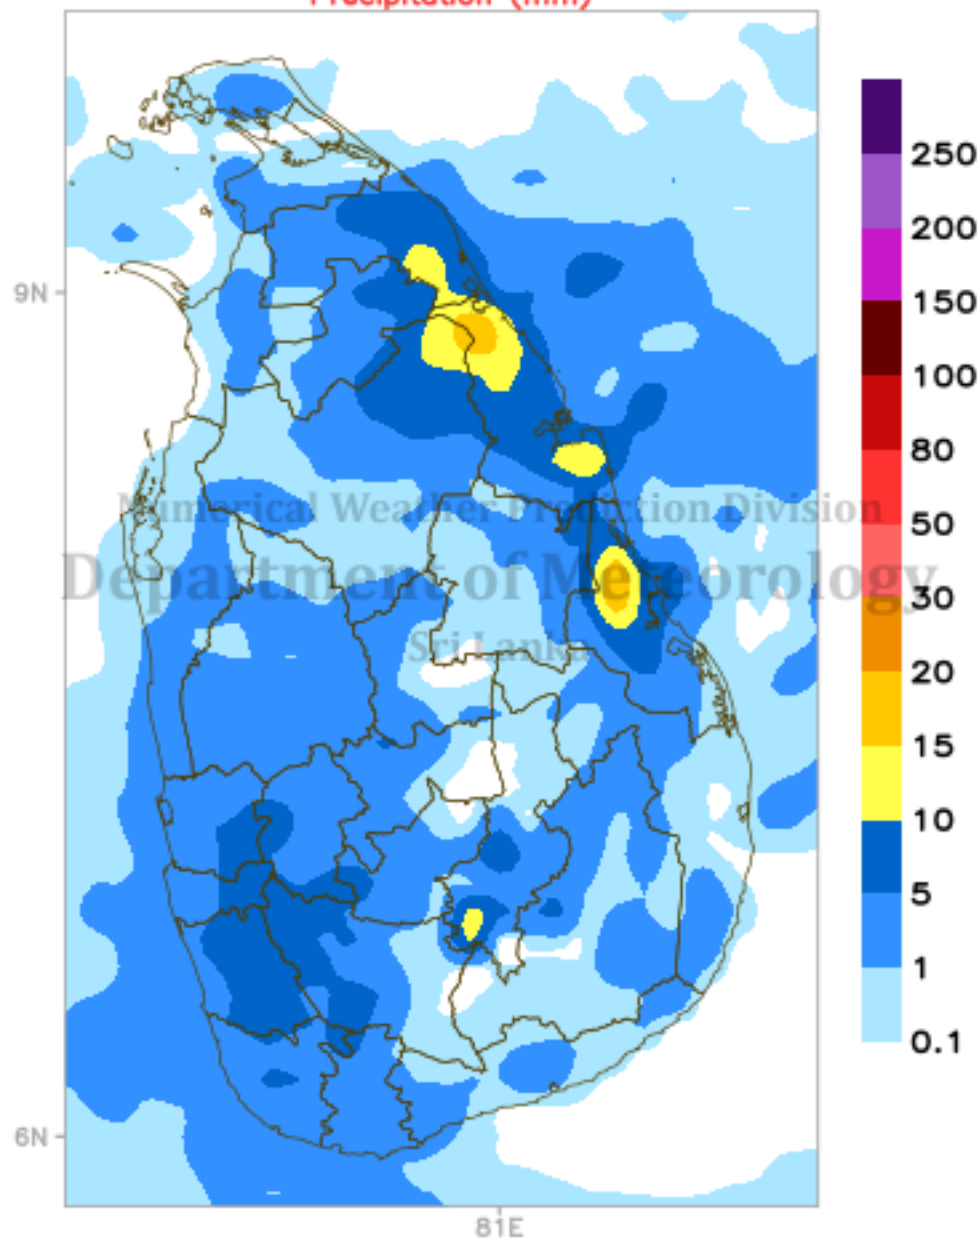 Precipitation (mm)
250
200
150
9N
100
80
Numerical Weather Prediction Division
50
Department of Meteorology
30
Sri Lanka
20
15
10
5
1
0.1
6N
81E